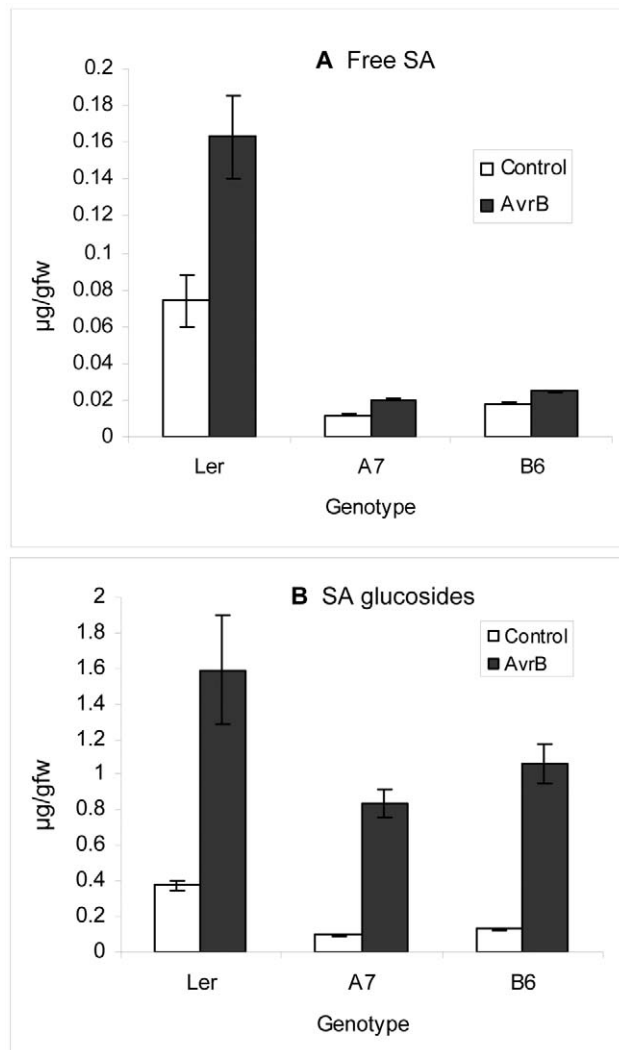 A Free SA
0.2
0.18
0.16
0.14
0.12
0.1
0.08
0.06
0.04
0.02
0
µg/gfw
Control
AvrB
Ler A7 B6
Genotype
B SA glucosides
2
1.8
1.6
1.4
1.2
1
0.8
0.6
0.4
0.2
0
µg/gfw
Control
AvrB
Ler A7 B6
Genotype